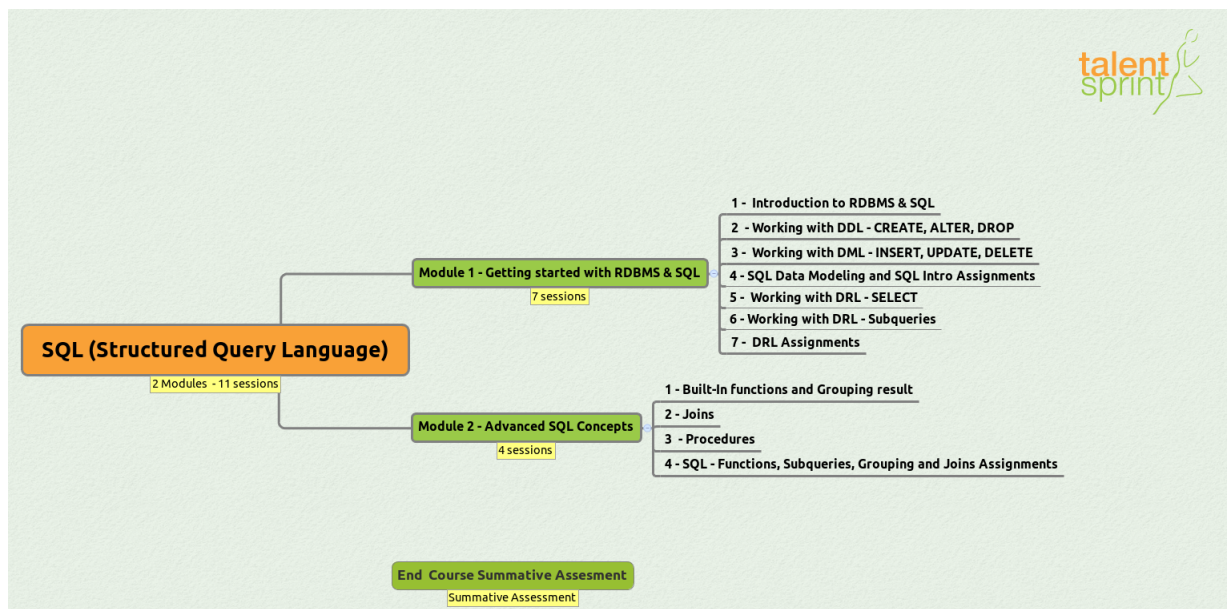 talent
sprint
1 - Introduction to RDBMS & SQL
2 - Working with DDL - CREATE, ALTER, DROP
3 - Working with DML - INSERT, UPDATE, DELETE
Module 1 - Getting started with RDBMS & SQL
4 - SQL Data Modeling and SQL Intro Assignments
7 sessions
5 - Working with DRL - SELECT
6 - Working with DRL - Subqueries
7 - DRL Assignments
SQL (Structured Query Language)
2 Modules - 11 sessions
1 - Built-In functions and Grouping result
2 - Joins
Module 2 - Advanced SQL Concepts
4 sessions
3 - Procedures
4 - SQL - Functions, Subqueries, Grouping and Joins Assignments
End Course Summative Assesment
Summative Assessment